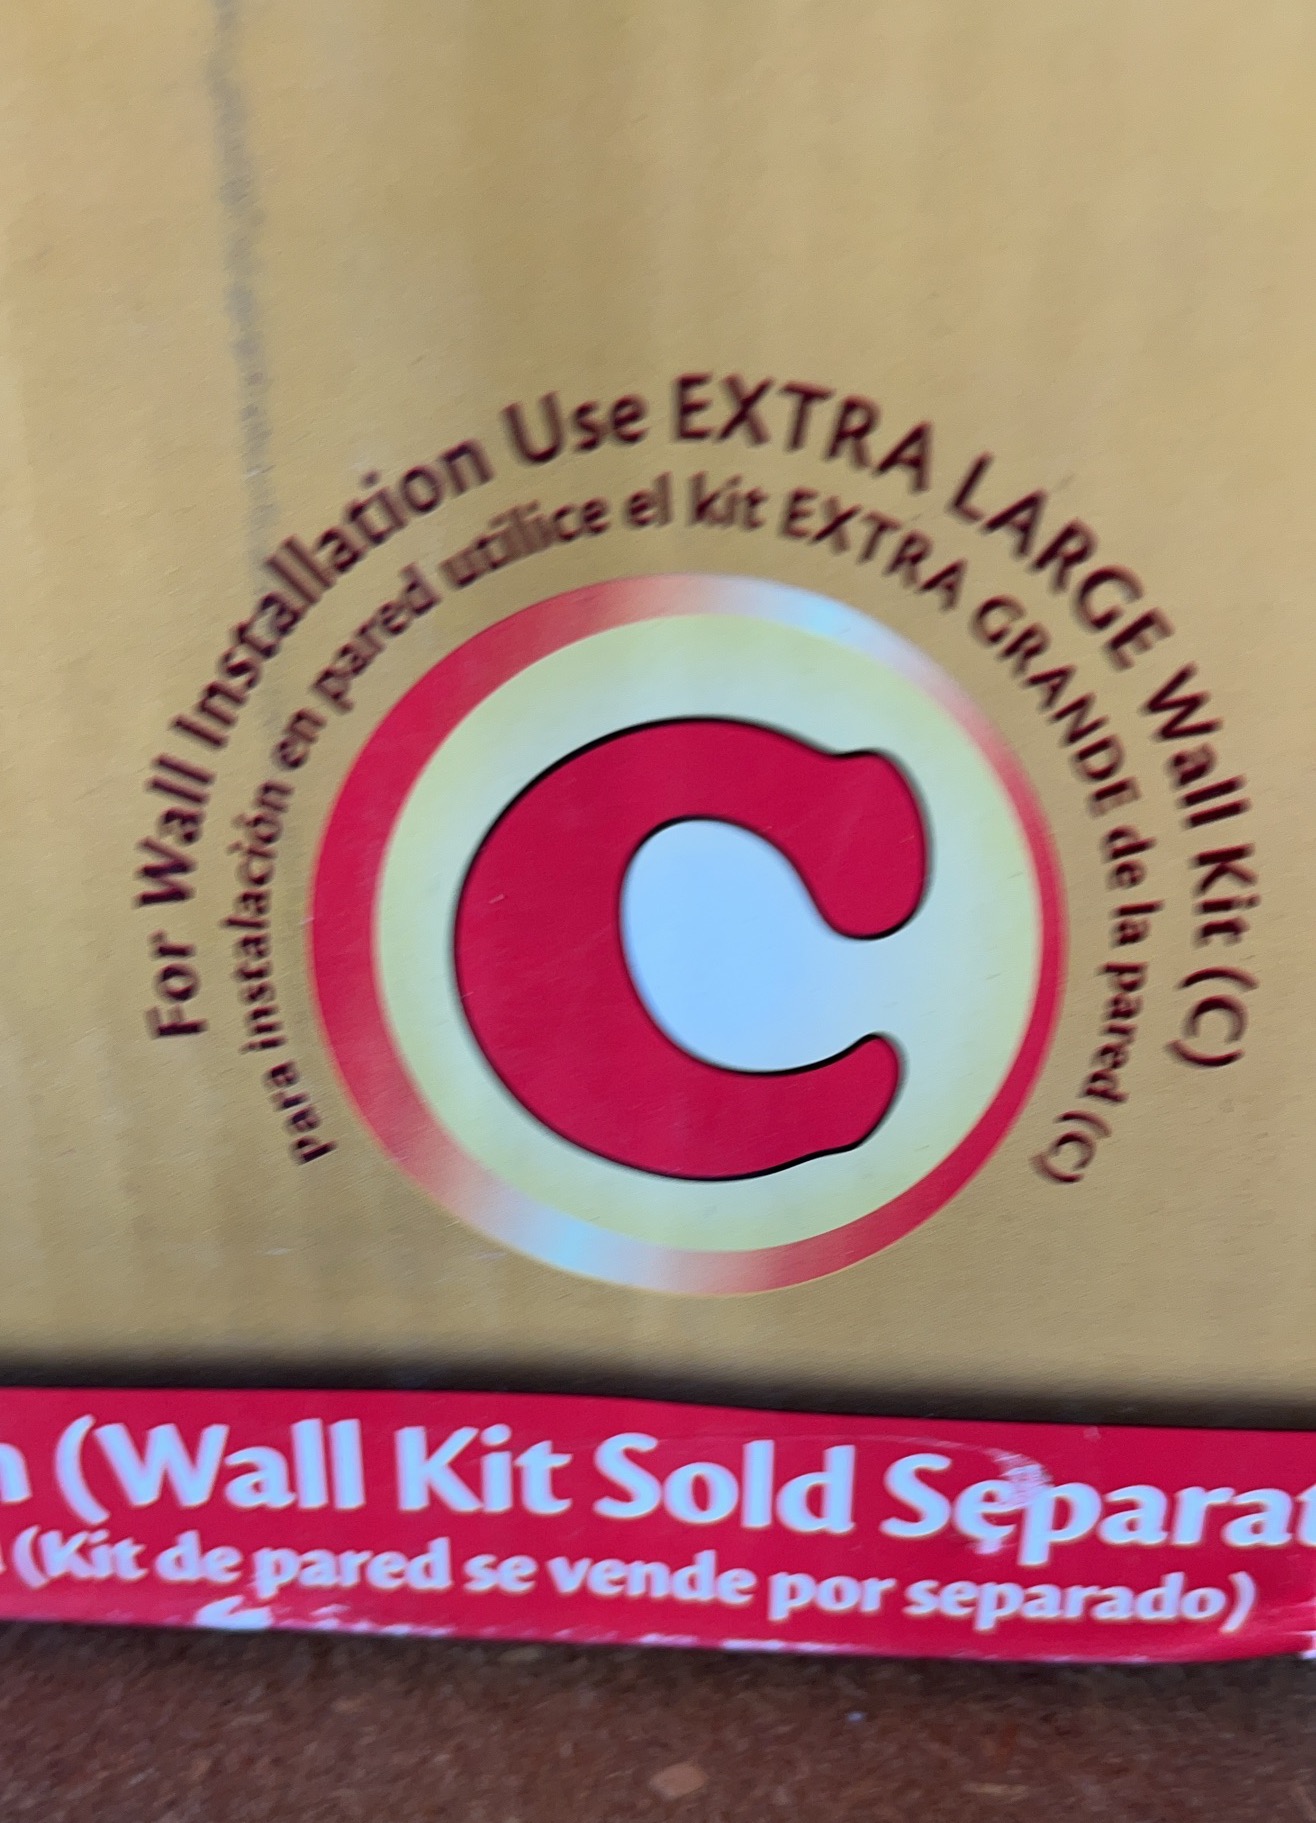 For Wall Installation Use EXTRA LARGE Wall Kit (C)
para instalación en pared utilice el kit EXTRA GRANDE de la pared (C)
C
(Wall Kit Sold Separat
(Kit de pared se vende por separado)